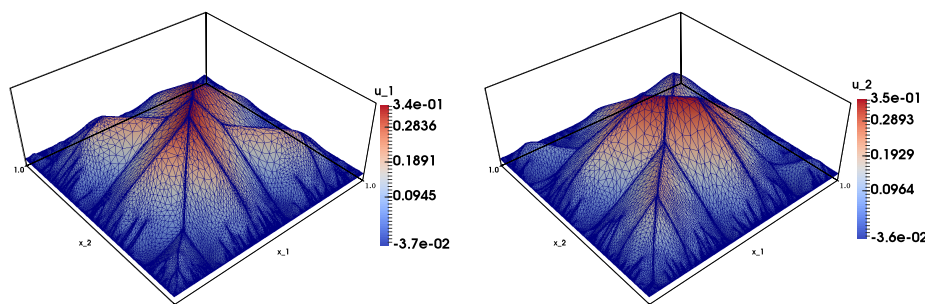 u_1
3.4e-01
0.2836
0.1891
0.0945
-3.7e-02
1.0
1.0
x_2
x_1
u_2
3.5e-01
0.2893
0.1929
0.0964
-3.6e-02
1.0
1.0
x_2
x_1